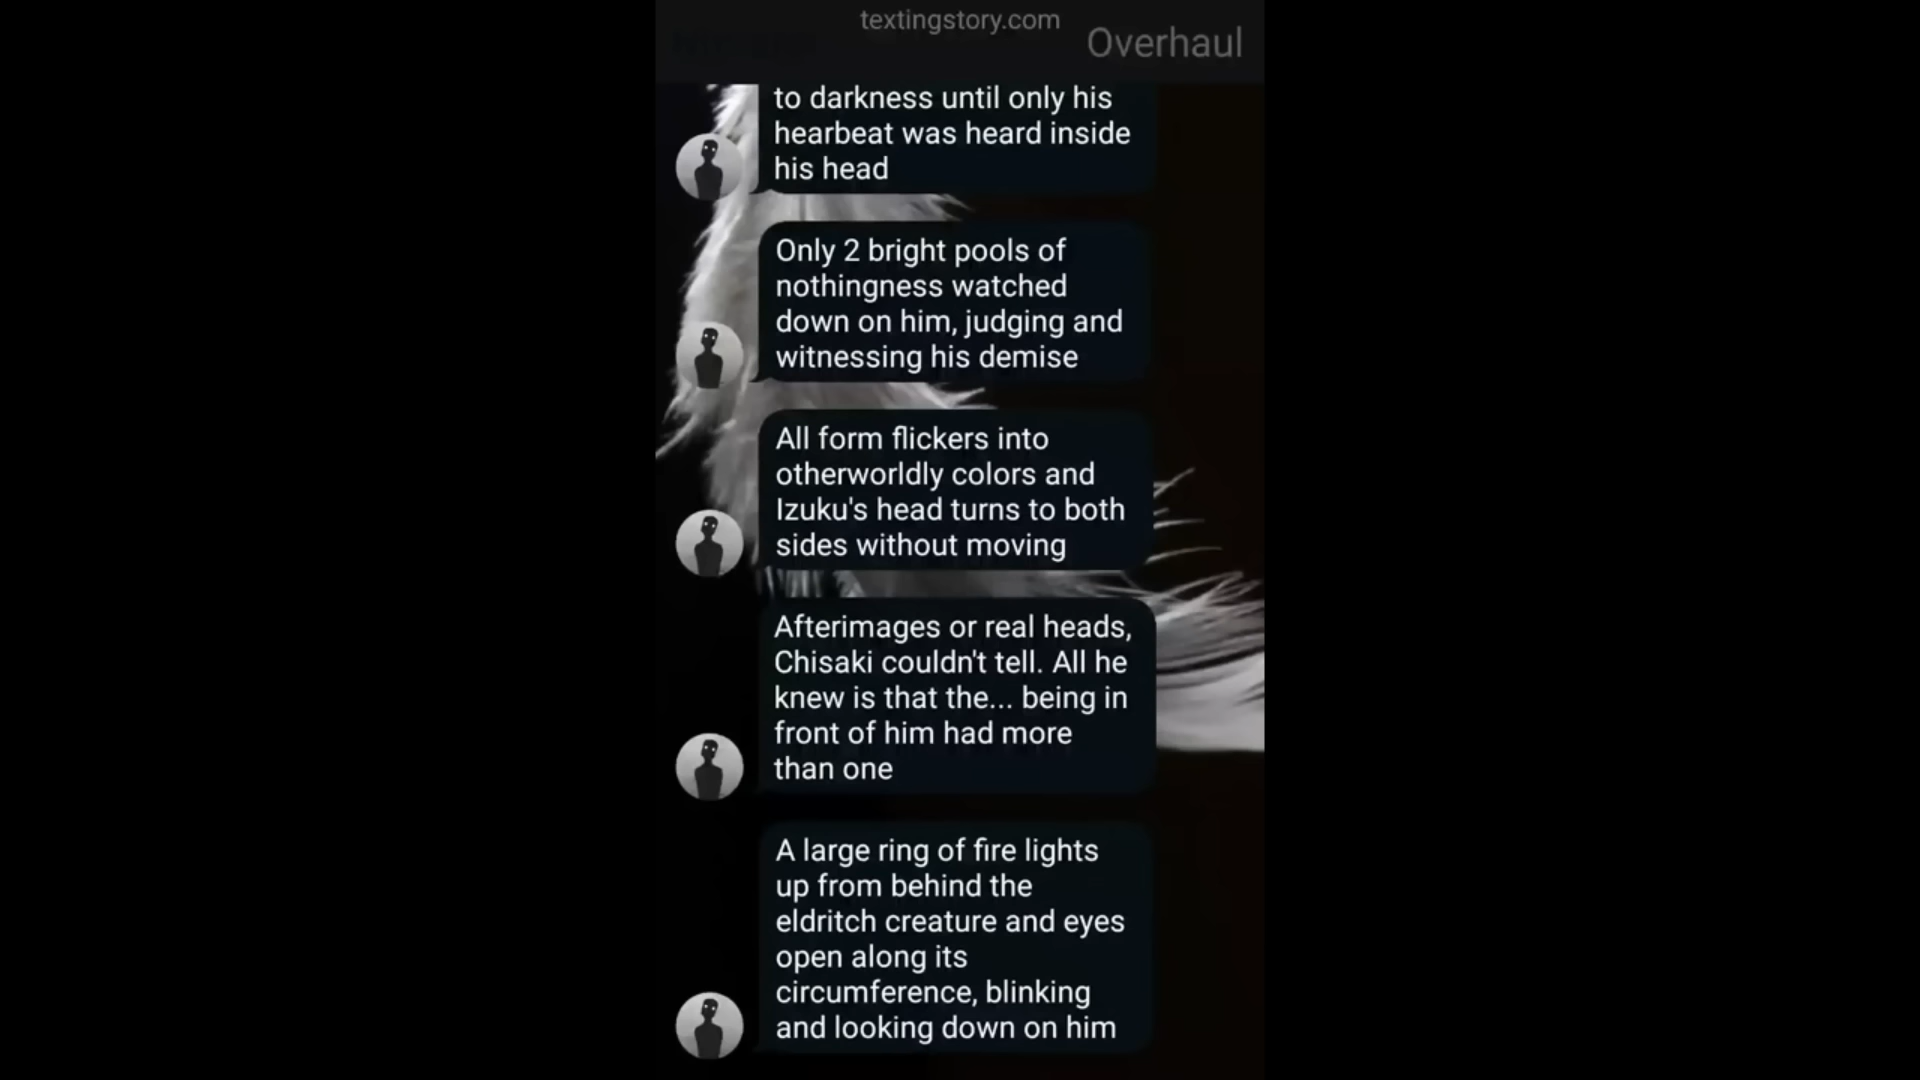 textingstory.com
Overhaul
to darkness until only his
hearbeat was heard inside
his head
Only 2 bright pools of
nothingness watched
down on him, judging and
witnessing his demise
All form flickers into
otherworldly colors and
Izuku's head turns to both
sides without moving
Afterimages or real heads,
Chisaki couldn't tell. All he
knew is that the... being in
front of him had more
than one
A large ring of fire lights
up from behind the
eldritch creature and eyes
open along its
circumference, blinking
and looking down on him